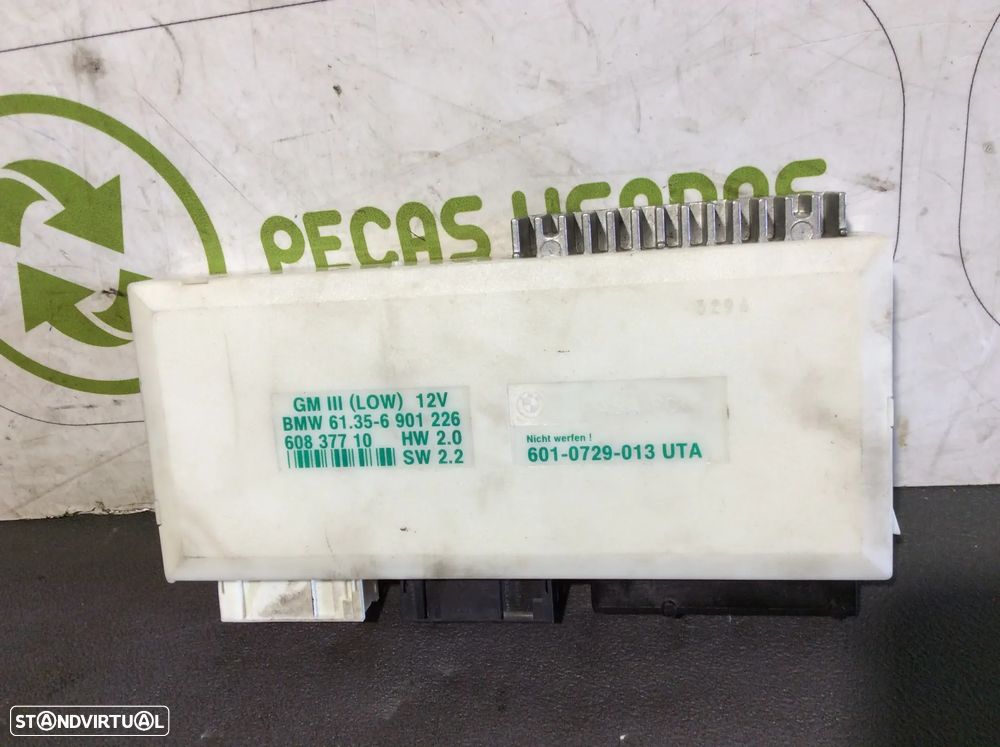 PECAS USADAS
3294
GM III (LOW) 12V
BMW 61.35-6 901 226
608 377 10 HW 2.0
SW 2.2
Nicht werfen !
601-0729-013 UTA
STANDVIRTUAL